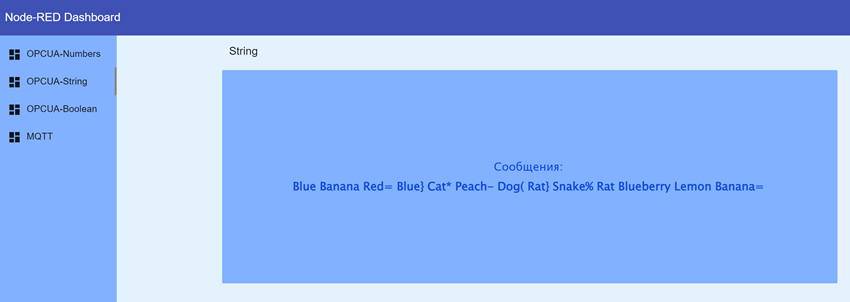 Node-RED Dashboard
OPCUA-Numbers
OPCUA-String
OPCUA-Boolean
MQTT
String
Сообщения:
Blue Banana Red= Blue} Cat* Peach- Dog( Rat} Snake% Rat Blueberry Lemon Banana=